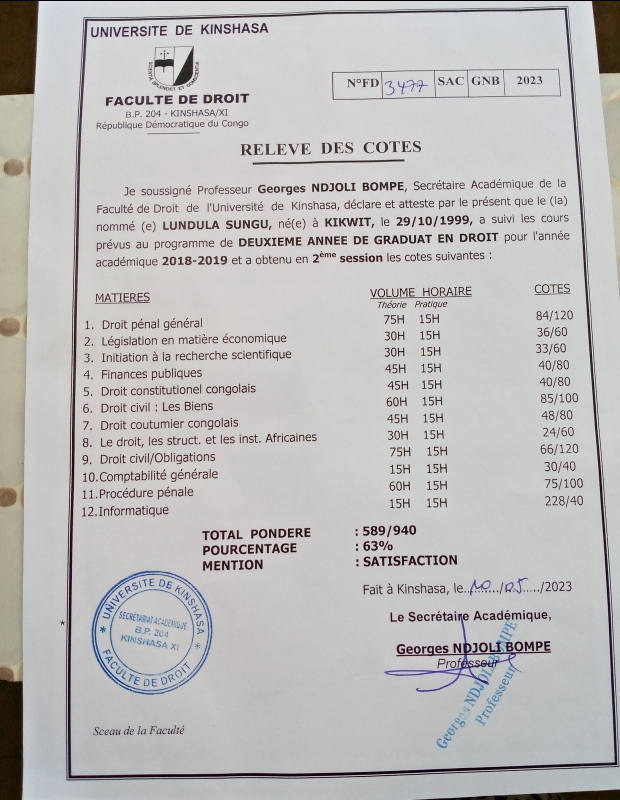 UNIVERSITE DE KINSHASA
SCIENTIA SPLENDET ET CONSCIENTIA
FACULTE DE DROIT
B.P. 204 - KINSHASA/XI
République Démocratique du Congo
N°FD 3477 SAC GNB 2023
RELEVE DES COTES
Je soussigné Professeur Georges NDJOLI BOMPE, Secrétaire Académique de la
Faculté de Droit de l'Université de Kinshasa, déclare et atteste par le présent que le (la)
nommé (e) LUNDULA SUNGU, né(e) à KIKWIT, le 29/10/1999, a suivi les cours
prévus au programme de DEUXIEME ANNEE DE GRADUAT EN DROIT pour l'année
académique 2018-2019 et a obtenu en 2ème session les cotes suivantes :
MATIERES VOLUME HORAIRE COTES
Théorie Pratique
1. Droit pénal général 75H 15H 84/120
2. Législation en matière économique 30H 15H 36/60
3. Initiation à la recherche scientifique 30H 15H 33/60
4. Finances publiques 45H 15H 40/80
5. Droit constitutionel congolais 45H 15H 40/80
6. Droit civil : Les Biens 60H 15H 85/100
7. Droit coutumier congolais 45H 15H 48/80
8. Le droit, les struct. et les inst. Africaines 30H 15H 24/60
9. Droit civil/Obligations 75H 15H 66/120
10.Comptabilité générale 15H 15H 30/40
11.Procédure pénale 60H 15H 75/100
12.Informatique 15H 15H 228/40
TOTAL PONDERE : 589/940
POURCENTAGE : 63%
MENTION : SATISFACTION
Fait à Kinshasa, le..10../05..../2023
Le Secrétaire Académique,
Georges NDJOLI BOMPE
Professeur
Georges NDJOLI BOMPE
Professeur
UNIVERSITE DE KINSHASA
SECRETARIAT ACADEMIQUE
B.P. 204
KINSHASA XI
FACULTE DE DROIT
Sceau de la Faculté